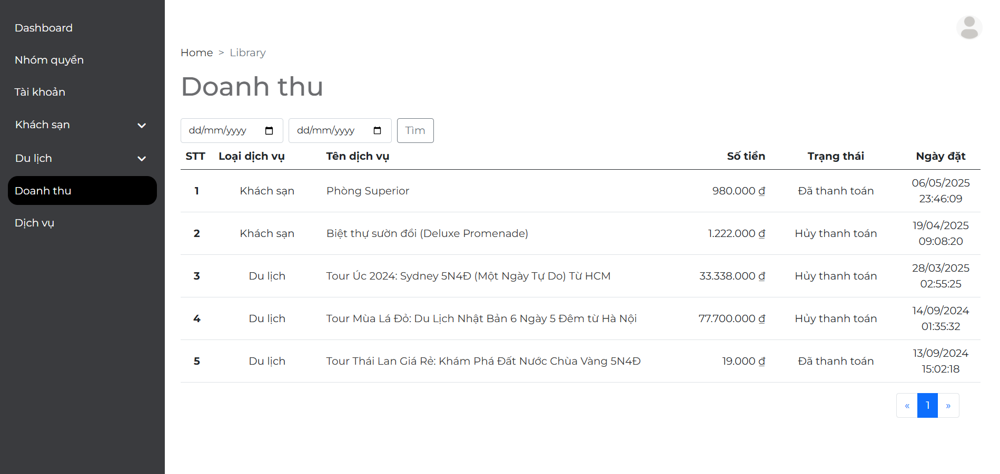 Dashboard
Nhóm quyền
Tài khoản
Khách sạn
Du lịch
Doanh thu
Dịch vụ
Home > Library
Doanh thu
dd/mm/yyyy dd/mm/yyyy Tìm
STT Loại dịch vụ Tên dịch vụ Số tiền Trạng thái Ngày đặt
1 Khách sạn Phòng Superior 980.000 ₫ Đã thanh toán 06/05/2025
23:46:09
2 Khách sạn Biệt thự sườn đồi (Deluxe Promenade) 1.222.000 ₫ Hủy thanh toán 19/04/2025
09:08:20
3 Du lịch Tour Úc 2024: Sydney 5N4Đ (Một Ngày Tự Do) Từ HCM 33.338.000 ₫ Hủy thanh toán 28/03/2025
02:55:25
4 Du lịch Tour Mùa Lá Đỏ: Du Lịch Nhật Bản 6 Ngày 5 Đêm từ Hà Nội 77.700.000 ₫ Hủy thanh toán 14/09/2024
01:35:32
5 Du lịch Tour Thái Lan Giá Rẻ: Khám Phá Đất Nước Chùa Vàng 5N4Đ 19.000 ₫ Đã thanh toán 13/09/2024
15:02:18
« 1 »